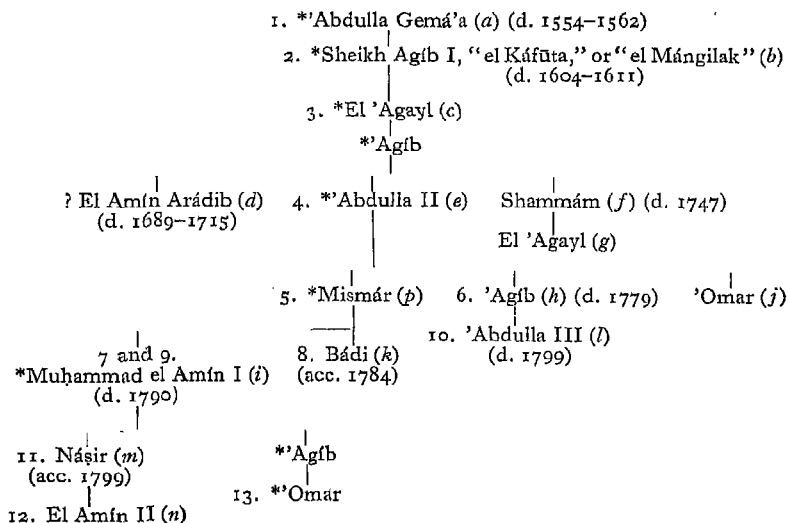 1. *’Abdulla Gemá’a (a) (d. 1554–1562)
2. *Sheikh Agíb I, “el Káfūta,” or “el Mángilak” (b)
(d. 1604–1611)
3. *El ’Agayl (c)
*’Agíb
? El Amín Arádib (d) 4. *’Abdulla II (e) Shammám (f) (d. 1747)
(d. 1689–1715)
El ’Agayl (g)
5. *Mismár (p) 6. ’Agíb (h) (d. 1779) ’Omar (j)
10. ’Abdulla III (l)
7 and 9. 8. Bádi (k) (d. 1799)
*Muḥammad el Amín I (i) (acc. 1784)
(d. 1790)
11. Náṣir (m) *’Agíb
(acc. 1799)
13. *’Omar
12. El Amín II (n)